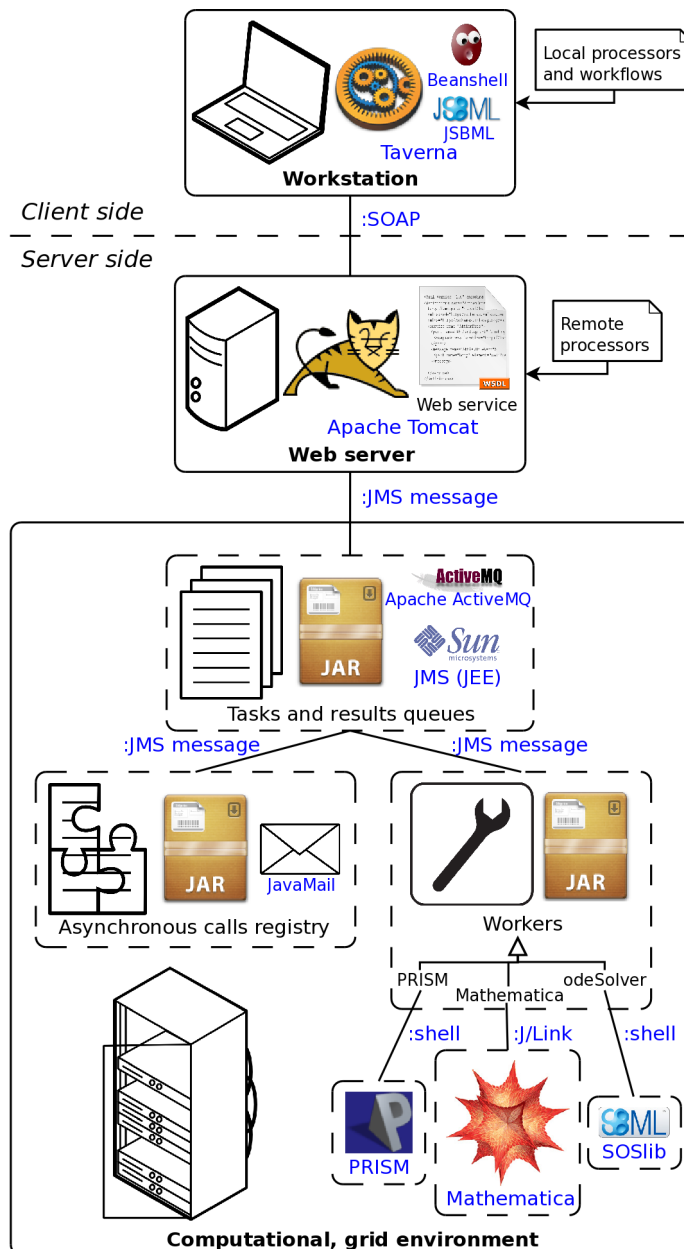 Local processors
and workflows
Beanshell
JSBML
JSBML
Taverna
Workstation
Client side
:SOAP
Server side
Remote
processors
WSDL
Web service
Apache Tomcat
Web server
:JMS message
ActiveMQ
Apache ActiveMQ
JAR
Sun
microsystems
JMS (JEE)
Tasks and results queues
:JMS message
:JMS message
JAR
JavaMail
Asynchronous calls registry
JAR
Workers
PRISM
Mathematica
odeSolver
:shell
:J/Link
:shell
P
PRISM
Mathematica
SBML
SOSlib
Computational, grid environment